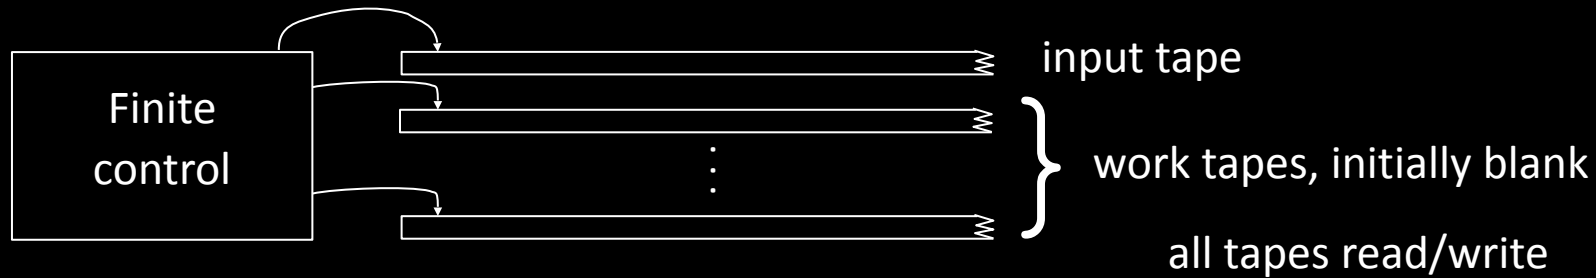 input tape
Finite
control
work tapes, initially blank
all tapes read/write